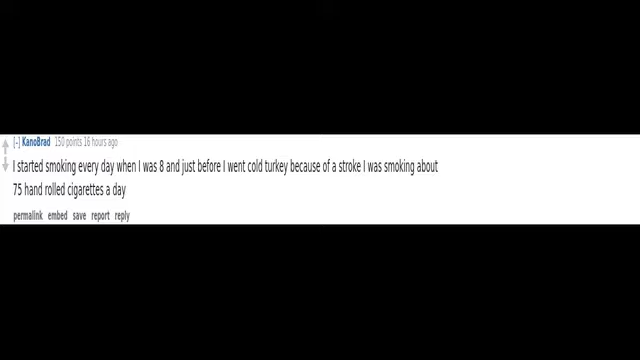 [-] KanoBrad 150 points 16 hours ago
I started smoking every day when I was 8 and just before I went cold turkey because of a stroke I was smoking about
75 hand rolled cigarettes a day
permalink embed save report reply